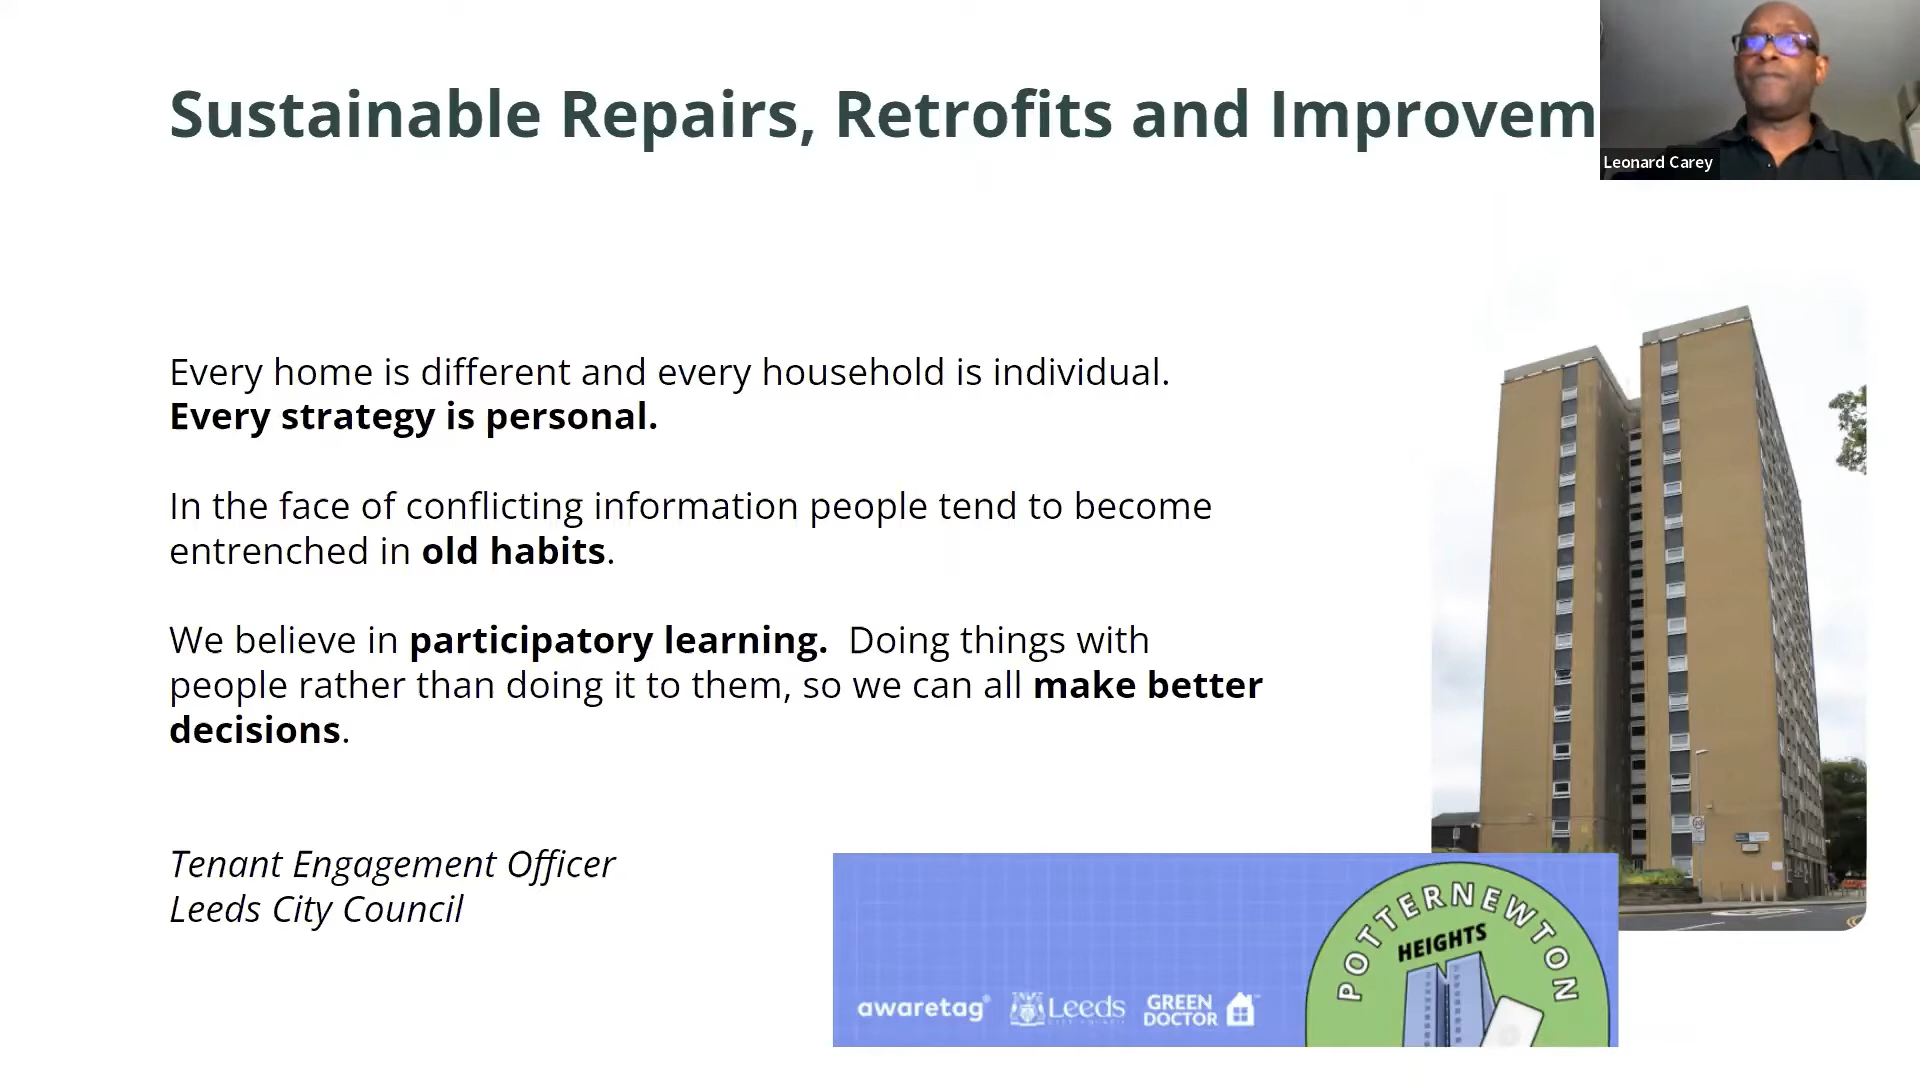 Sustainable Repairs, Retrofits and Improvem
Leonard Carey
Every home is different and every household is individual.
Every strategy is personal.
In the face of conflicting information people tend to become
entrenched in old habits.
We believe in participatory learning.  Doing things with
people rather than doing it to them, so we can all make better
decisions.
Tenant Engagement Officer
Leeds City Council
POTTERNEWTON
HEIGHTS
awaretag®
Leeds
CITY COUNCIL
GREEN
DOCTOR